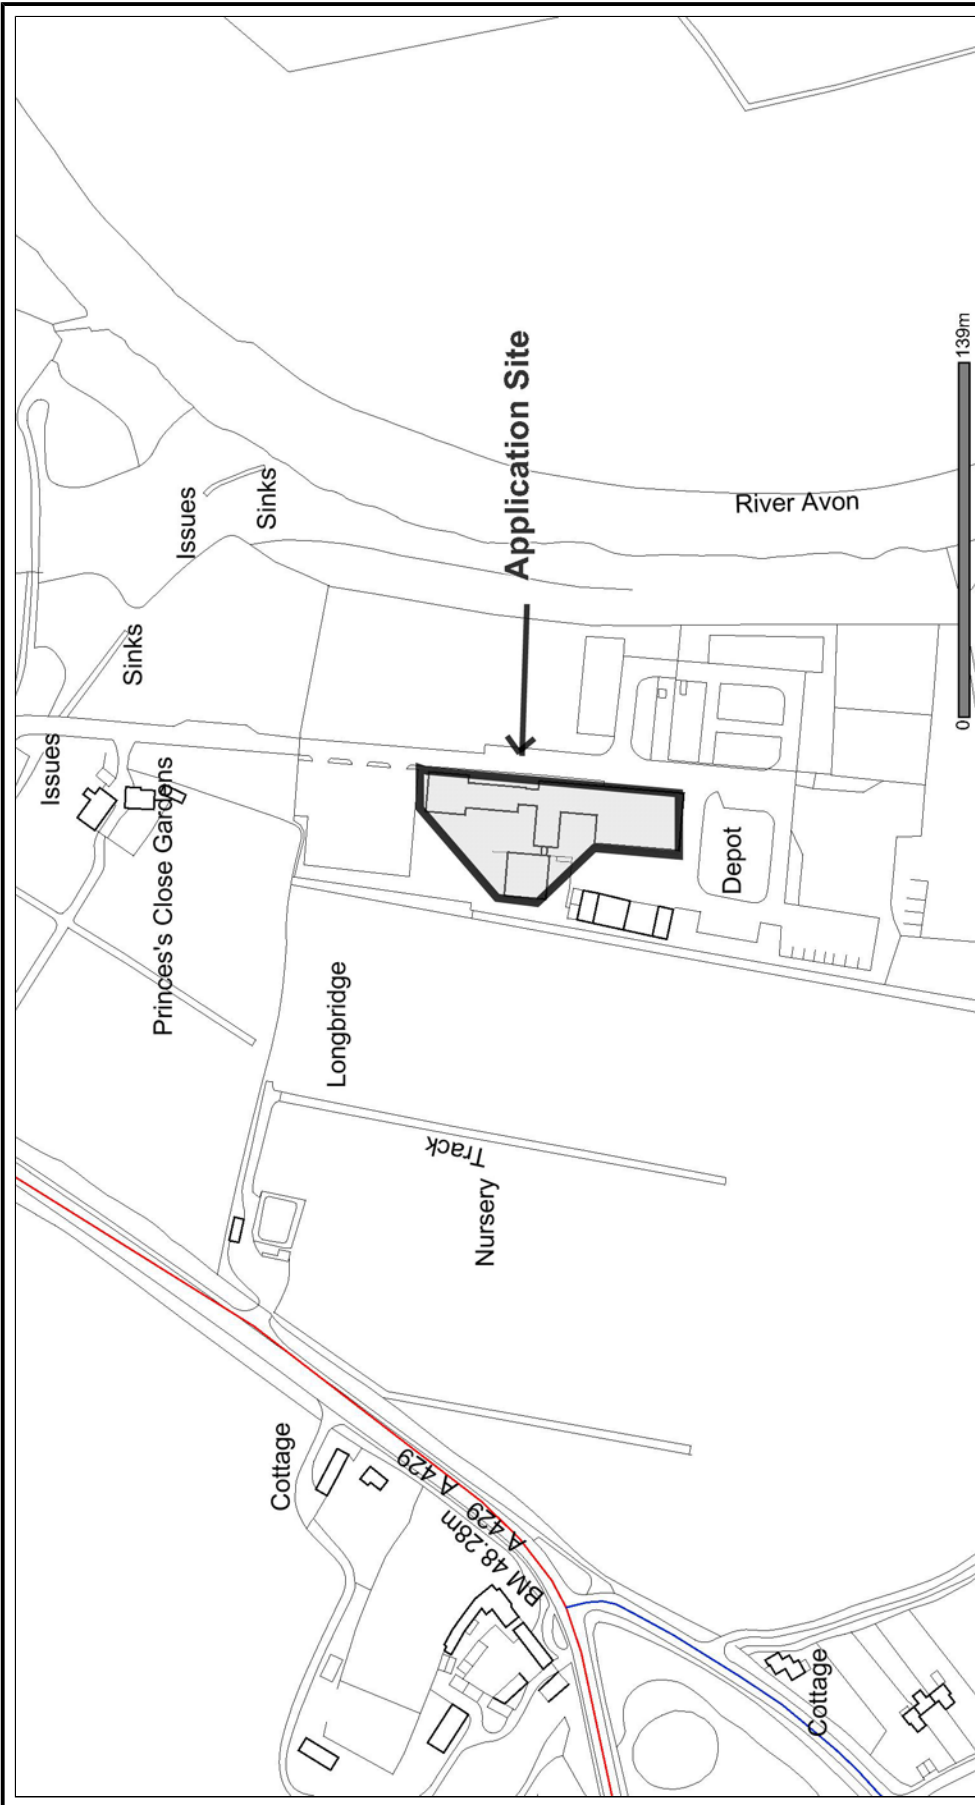 Issues
Sinks
Issues
Sinks
Princes's Close Gardens
Application Site
River Avon
Depot
Longbridge
Track
Nursery
Cottage
A 429
A 429
BM 48.28m
Cottage
0
139m